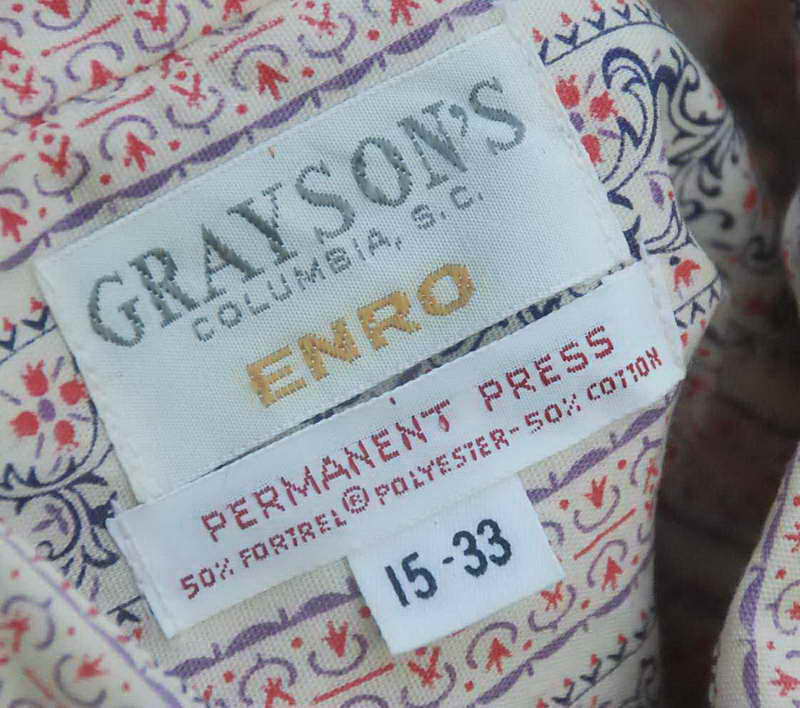 GRAYSON'S
COLUMBIA, S.C.
ENRO
PERMANENT PRESS
50% FORTREL® POLYESTER-50% COTTON
15-33